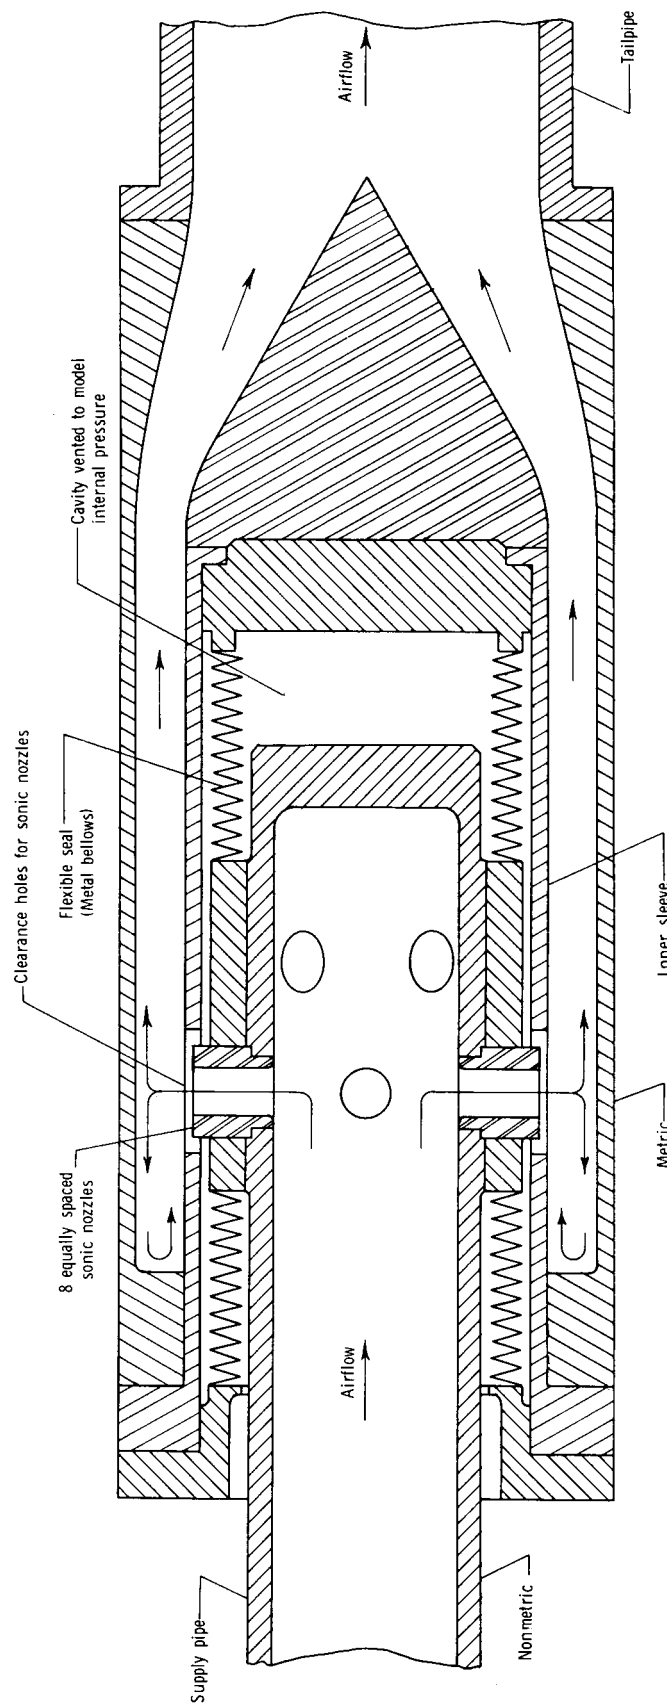 Clearance holes for sonic nozzles
8 equally spaced
sonic nozzles
Flexible seal
(Metal bellows)
Cavity vented to model
internal pressure
Supply pipe
Airflow
Airflow
Nonmetric
Metric
Inner sleeve
Tailpipe